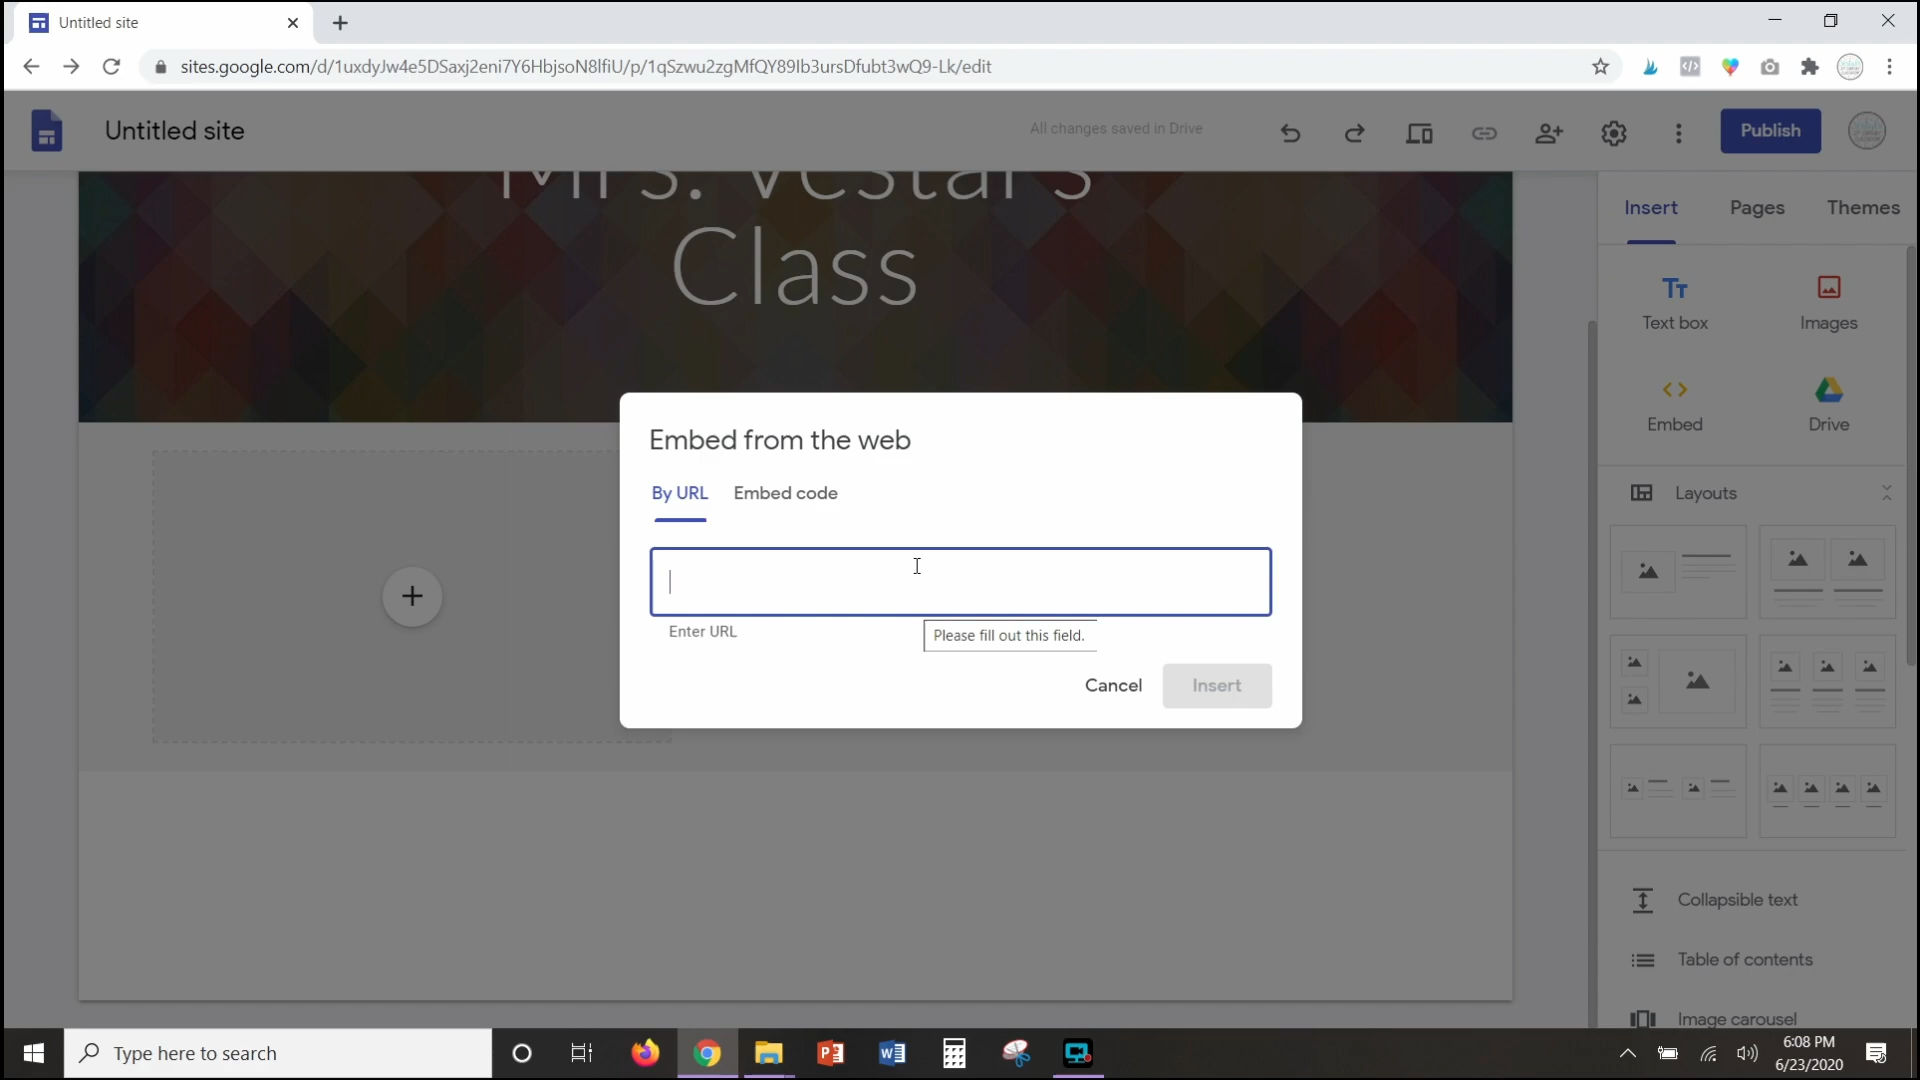 Untitled site
sites.google.com/d/1uxdyJw4e5DSaxj2eni7Y6HbjsoN8lfiU/p/1qSzwu2zgMfQY89Ib3ursDfubt3wQ9-Lk/edit
Untitled site
All changes saved in Drive
Publish
Mrs. Vestal's
Class
Insert
Pages
Themes
Text box
Images
Embed
Drive
Embed from the web
By URL
Embed code
Enter URL
Please fill out this field.
Cancel
Insert
Layouts
Collapsible text
Table of contents
Image carousel
Type here to search
6:08 PM
6/23/2020